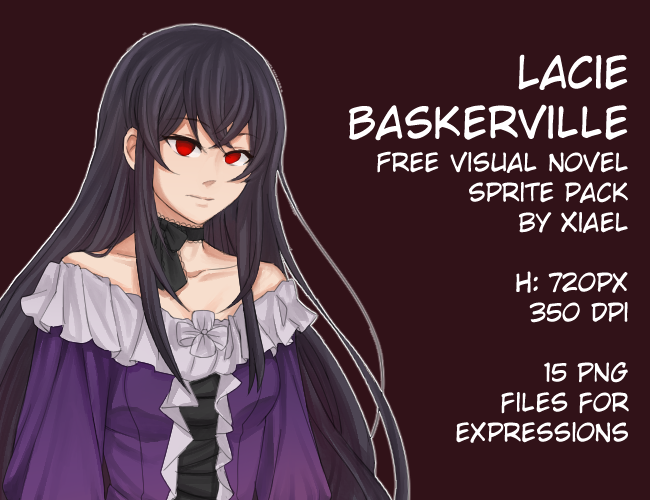 LACIE
BASKERVILLE
FREE VISUAL NOVEL
SPRITE PACK
BY XIAEL
H: 720PX
350 DPI
15 PNG
FILES FOR
EXPRESSIONS